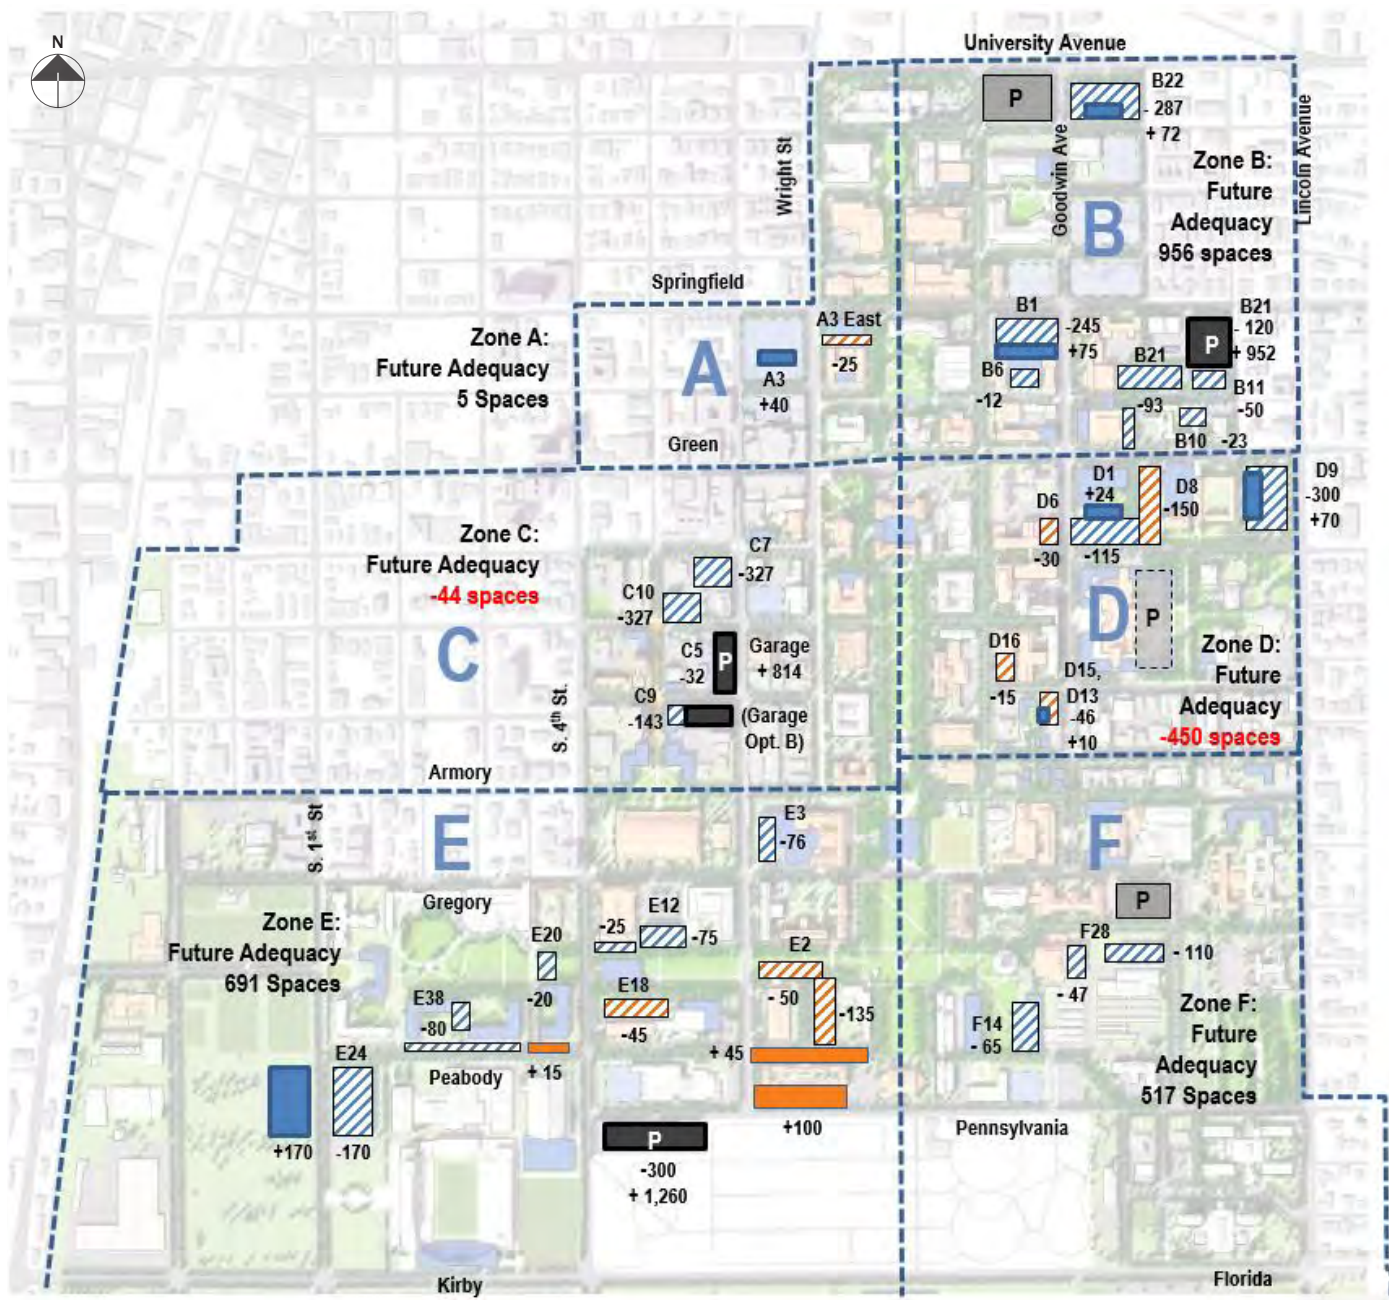 N
University Avenue
P
B22
- 287
+ 72
Wright St
Goodwin Ave
Lincoln Avenue
Zone B:
Future
Adequacy
956 spaces
B
Springfield
Zone A:
Future Adequacy
5 Spaces
A
A3
+40
A3 East
-25
B1
-245
+75
B6
-12
B21
-93
P
B21
- 120
+ 952
B11
-50
B10
-23
Green
D1
+24
D8
-150
D6
-30
-115
D9
-300
+70
Zone C:
Future Adequacy
-44 spaces
C
C7
-327
C10
-327
C5
-32
P
Garage
+ 814
C9
-143
(Garage
Opt. B)
S. 4th St.
Armory
D
P
D16
-15
D15,
D13
-46
+10
Zone D:
Future
Adequacy
-450 spaces
S. 1st St
E
E3
-76
F
Gregory
Zone E:
Future Adequacy
691 Spaces
E20
-20
-25
E12
-75
E2
- 50
-135
E18
-45
E38
-80
Peabody
+ 15
+ 45
+100
E24
+170
-170
P
-300
+ 1,260
P
F28
- 110
- 47
F14
- 65
Zone F:
Future
Adequacy
517 Spaces
Pennsylvania
Kirby
Florida